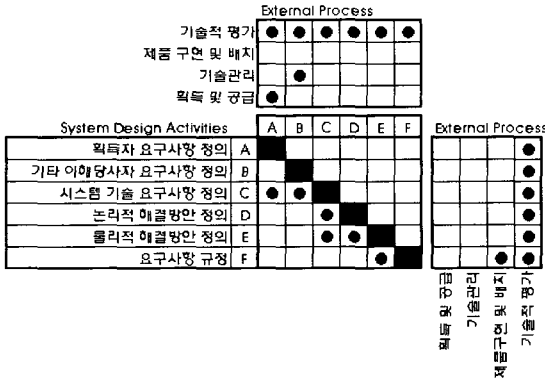 External Process
기술적 평가
제품 구현 및 배치
기술관리
획득 및 공급
System Design Activities A B C D E F External Process
획득자 요구사항 정의 A
기타 이해당사자 요구사항 정의 B
시스템 기술 요구사항 정의 C
논리적 해결방안 정의 D
물리적 해결방안 정의 E
요구사항 규정 F
획득 및 공급
기술관리
제품구현 및 배치
기술적 평가